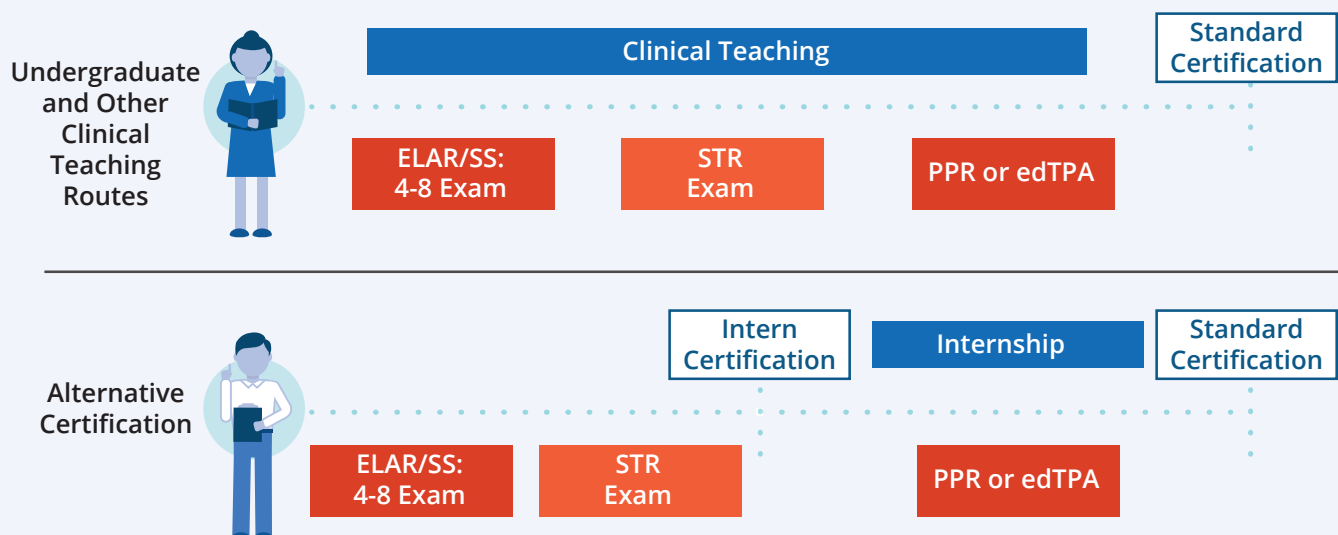 Undergraduate
and Other
Clinical
Teaching
Routes
Clinical Teaching
Standard
Certification
ELAR/SS:
4-8 Exam
STR
Exam
PPR or edTPA
Alternative
Certification
Intern
Certification
Internship
Standard
Certification
ELAR/SS:
4-8 Exam
STR
Exam
PPR or edTPA